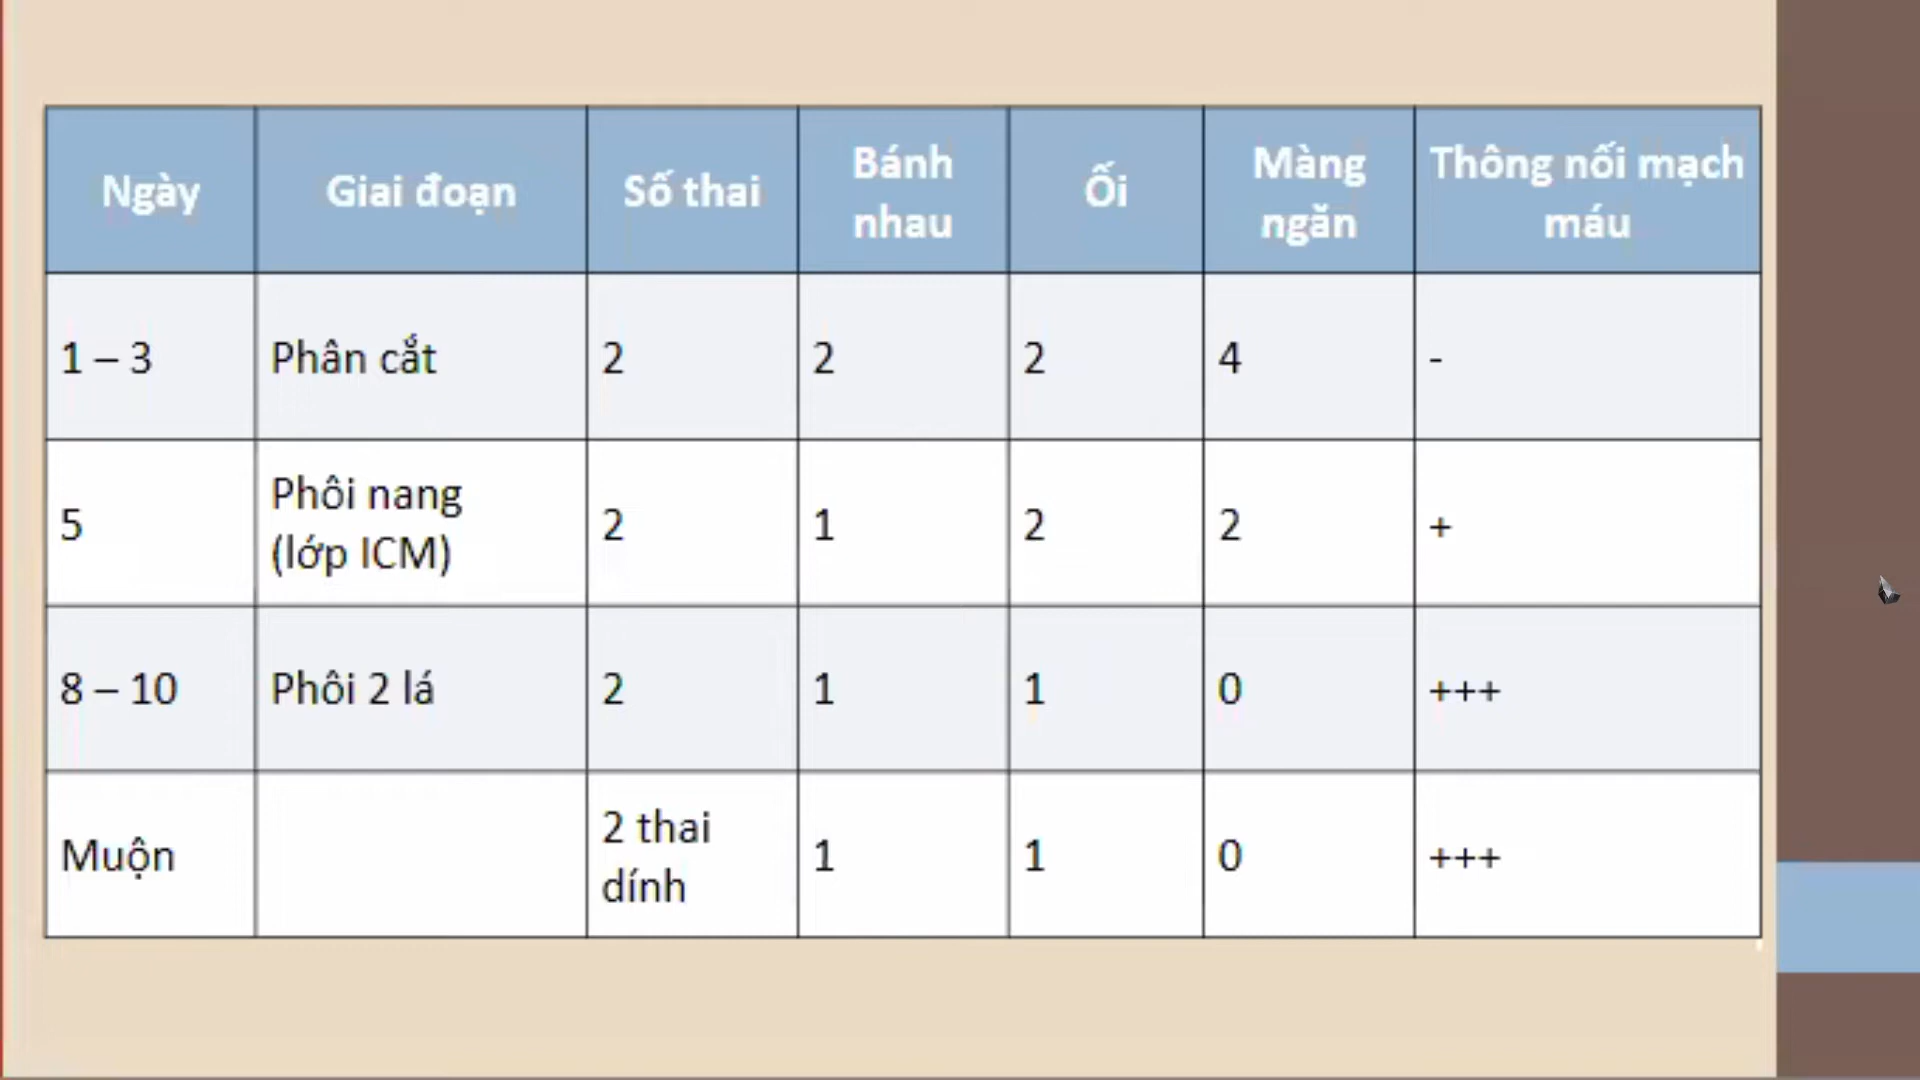 Ngày Giai đoạn Số thai Bánh nhau Ối Màng ngăn Thông nối mạch máu
1 – 3 Phân cắt 2 2 2 4 -
5 Phôi nang (lớp ICM) 2 1 2 2 +
8 – 10 Phôi 2 lá 2 1 1 0 +++
Muộn 2 thai dính 1 1 0 +++